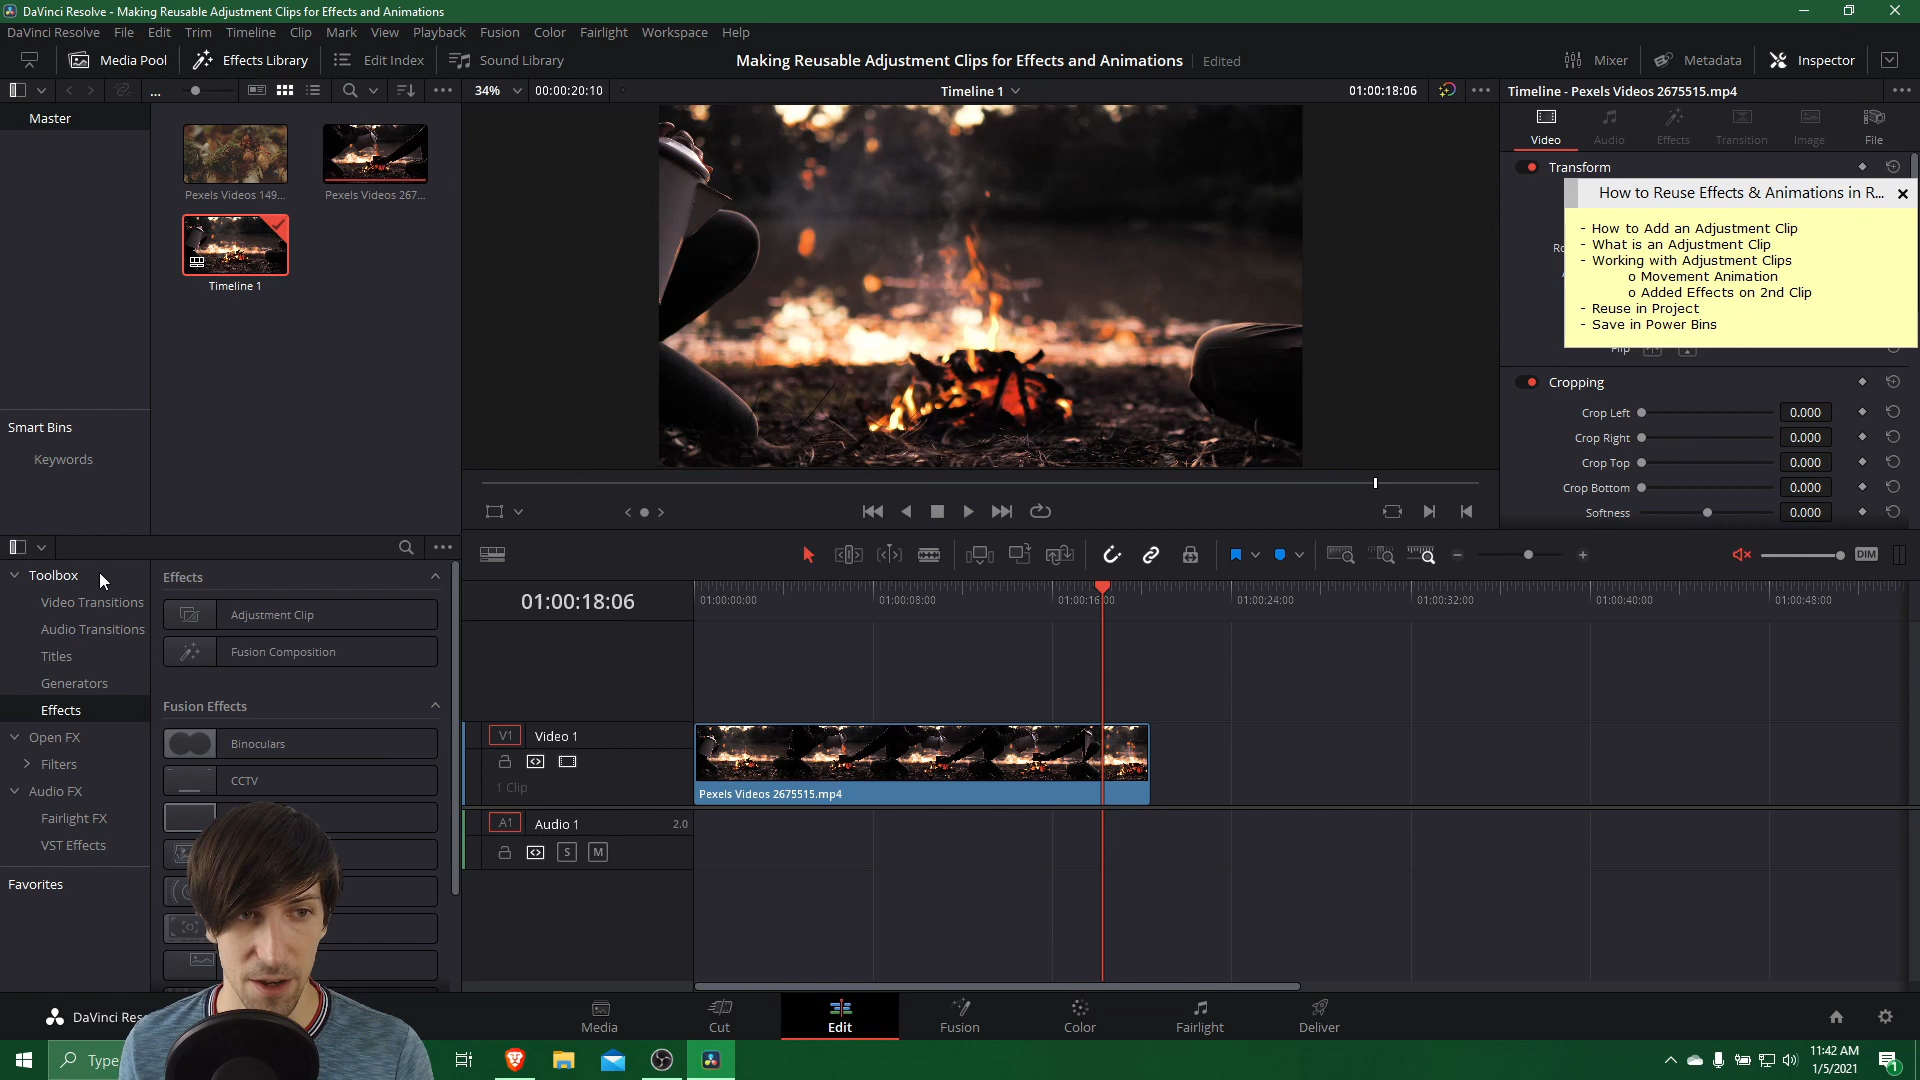 DaVinci Resolve - Making Reusable Adjustment Clips for Effects and Animations
DaVinci Resolve File Edit Trim Timeline Clip Mark View Playback Fusion Color Fairlight Workspace Help
Media Pool Effects Library Edit Index Sound Library
Making Reusable Adjustment Clips for Effects and Animations Edited
Mixer Metadata Inspector
... 34% 00:00:20:10 Timeline 1 01:00:18:06
Timeline - Pexels Videos 2675515.mp4
Master
Pexels Videos 149...
Pexels Videos 267...
Timeline 1
Smart Bins
Keywords
Video Audio Effects Transition Image File
Transform
How to Reuse Effects & Animations in R...
- How to Add an Adjustment Clip
- What is an Adjustment Clip
- Working with Adjustment Clips
o Movement Animation
o Added Effects on 2nd Clip
- Reuse in Project
- Save in Power Bins
Flip
Cropping
Crop Left 0.000
Crop Right 0.000
Crop Top 0.000
Crop Bottom 0.000
Softness 0.000
Toolbox
Video Transitions
Audio Transitions
Titles
Generators
Effects
Open FX
Filters
Audio FX
Fairlight FX
VST Effects
Favorites
Effects
Adjustment Clip
Fusion Composition
Fusion Effects
Binoculars
CCTV
DIM
01:00:18:06
01:00:00:00 01:00:08:00 01:00:16:00 01:00:24:00 01:00:32:00 01:00:40:00 01:00:48:00
V1 Video 1
1 Clip
Pexels Videos 2675515.mp4
A1 Audio 1 2.0
S M
DaVinci Res
Media Cut Edit Fusion Color Fairlight Deliver
Type
11:42 AM
1/5/2021
1